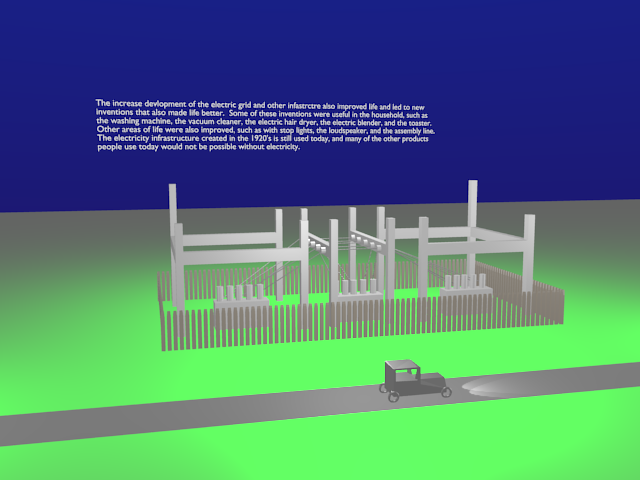 The increase devlopment of the electric grid and other infastrctre also improved life and led to new
inventions that also made life better.  Some of these inventions were useful in the household, such as
the washing machine, the vacuum cleaner, the electric hair dryer, the electric blender, and the toaster.
Other areas of life were also improved, such as with stop lights, the loudspeaker, and the assembly line.
The electricity infrastructure created in the 1920's is still used today, and many of the other products
people use today would not be possible without electricity.